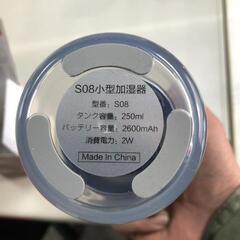 S08小型加湿器
型番：S08
タンク容量：250ml
バッテリー容量：2600mAh
消費電力：2W
Made In China